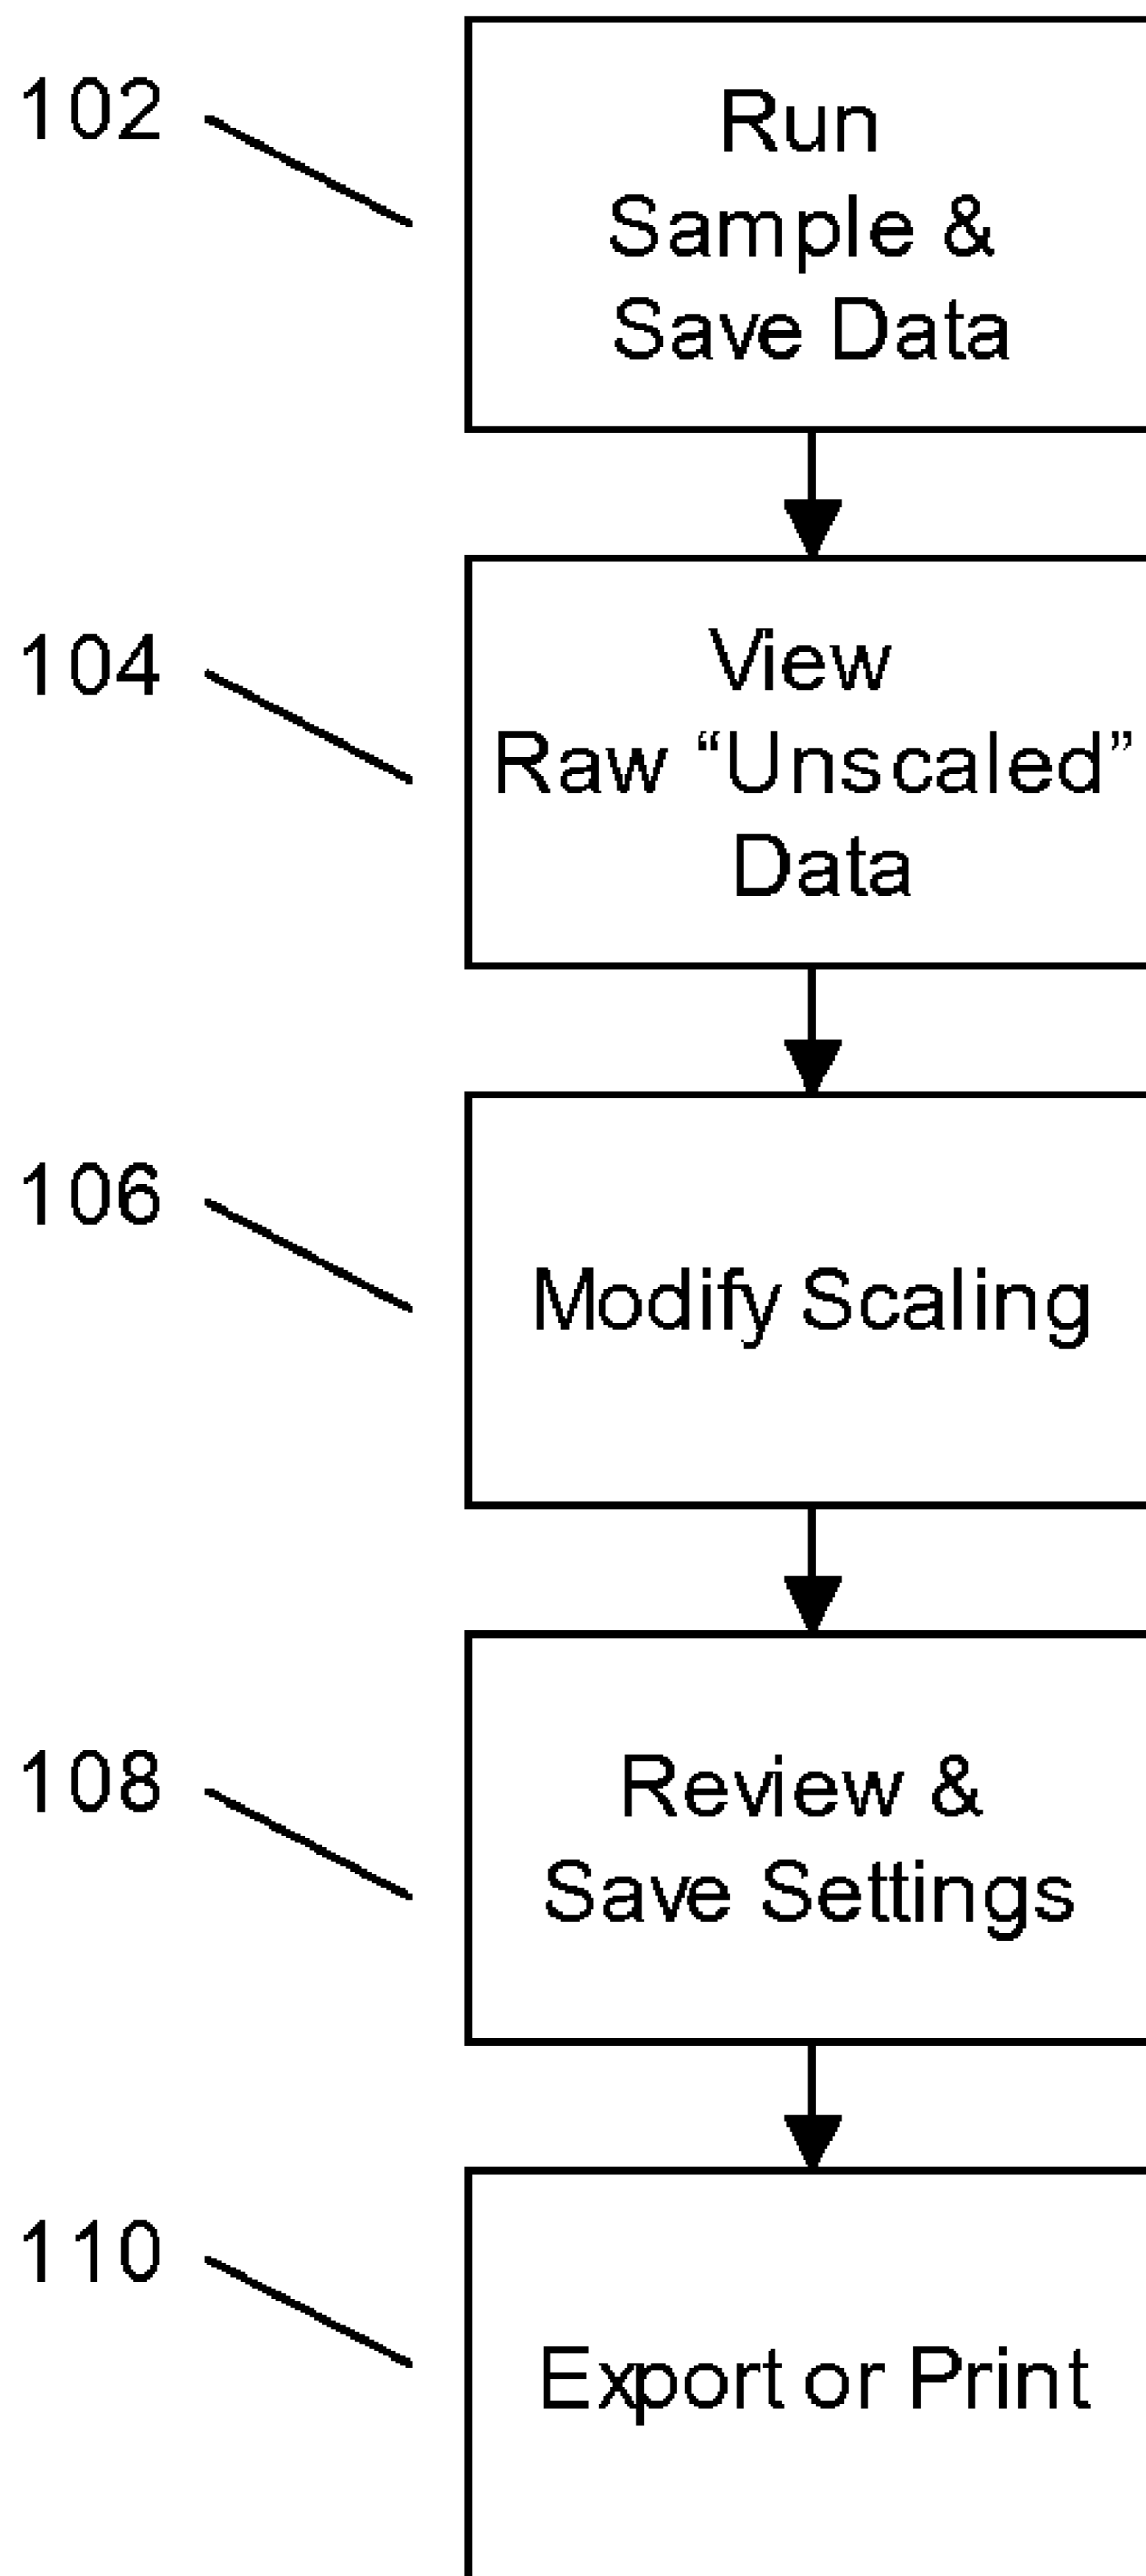 102
Run
Sample &
Save Data
104
View
Raw “Unscaled”
Data
106
Modify Scaling
108
Review &
Save Settings
110
Export or Print